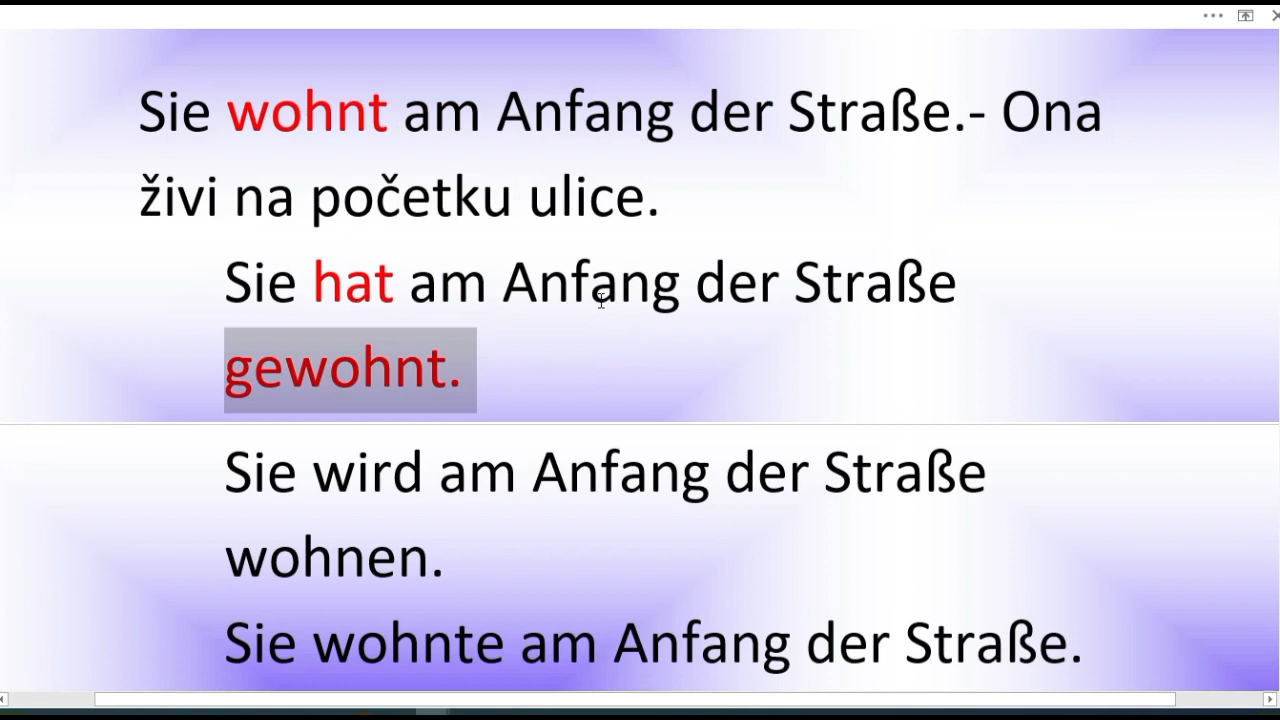 Sie wohnt am Anfang der Straße.- Ona
živi na početku ulice.
Sie hat am Anfang der Straße
gewohnt.
Sie wird am Anfang der Straße
wohnen.
Sie wohnte am Anfang der Straße.